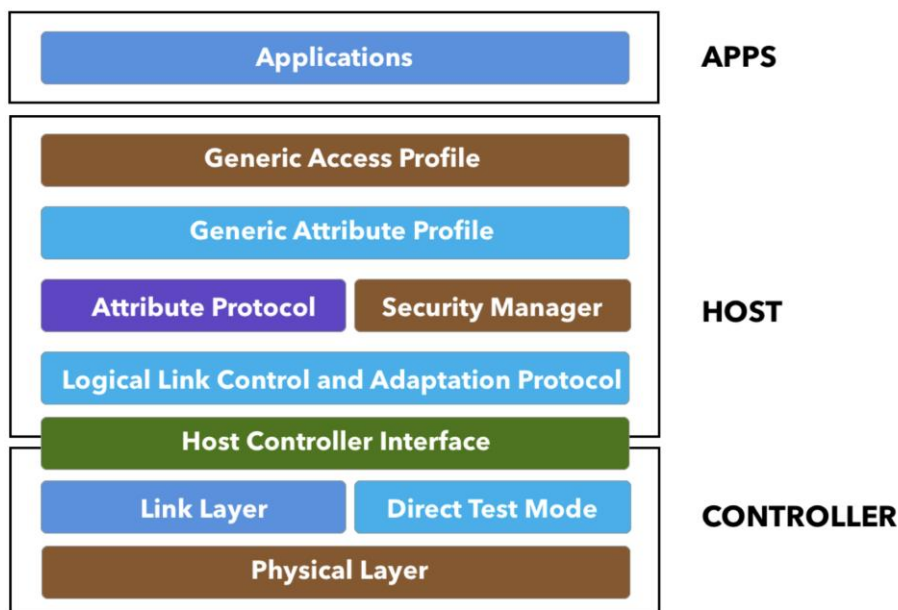 Applications
APPS
Generic Access Profile
Generic Attribute Profile
Attribute Protocol
Security Manager
HOST
Logical Link Control and Adaptation Protocol
Host Controller Interface
Link Layer
Direct Test Mode
CONTROLLER
Physical Layer